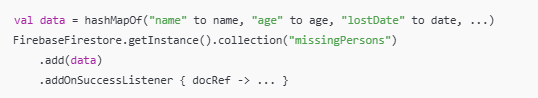 val data = hashMapOf("name" to name, "age" to age, "lostDate" to date, ...)
FirebaseFirestore.getInstance().collection("missingPersons")
    .add(data)
    .addOnSuccessListener { docRef -> ... }